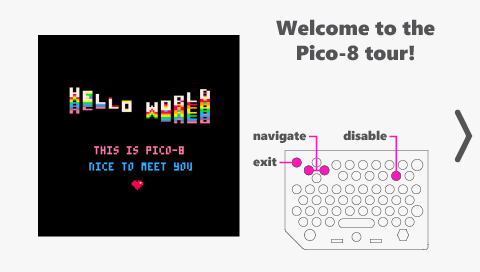 HELLO WORLD
THIS IS PICO-8
NICE TO MEET YOU
Welcome to the
Pico-8 tour!
navigate
disable
exit